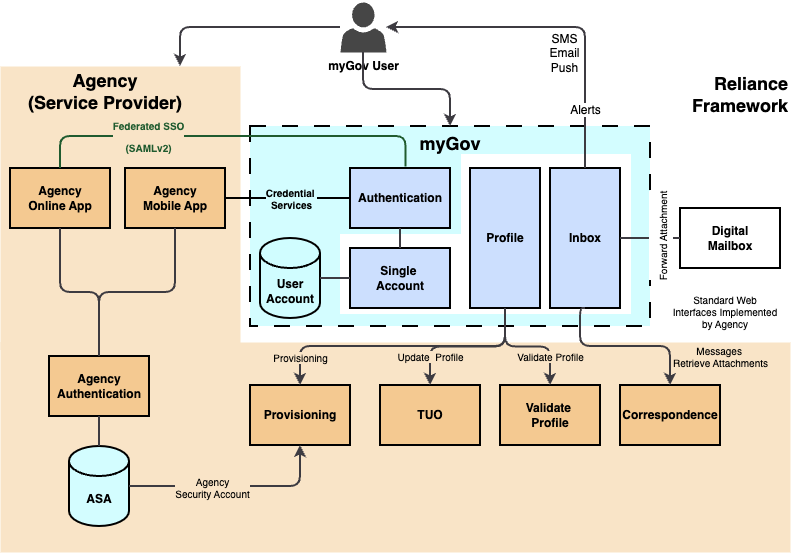 myGov User
SMS
Email
Push
Alerts
Agency
(Service Provider)
Reliance
Framework
Federated SSO
(SAMLv2)
myGov
Agency
Online App
Agency
Mobile App
Credential
Services
Authentication
Profile
Inbox
Forward Attachment
Digital
Mailbox
User
Account
Single
Account
Standard Web
Interfaces Implemented
by Agency
Provisioning
Update Profile
Validate Profile
Messages
Retrieve Attachments
Agency
Authentication
Provisioning
TUO
Validate
Profile
Correspondence
ASA
Agency
Security Account